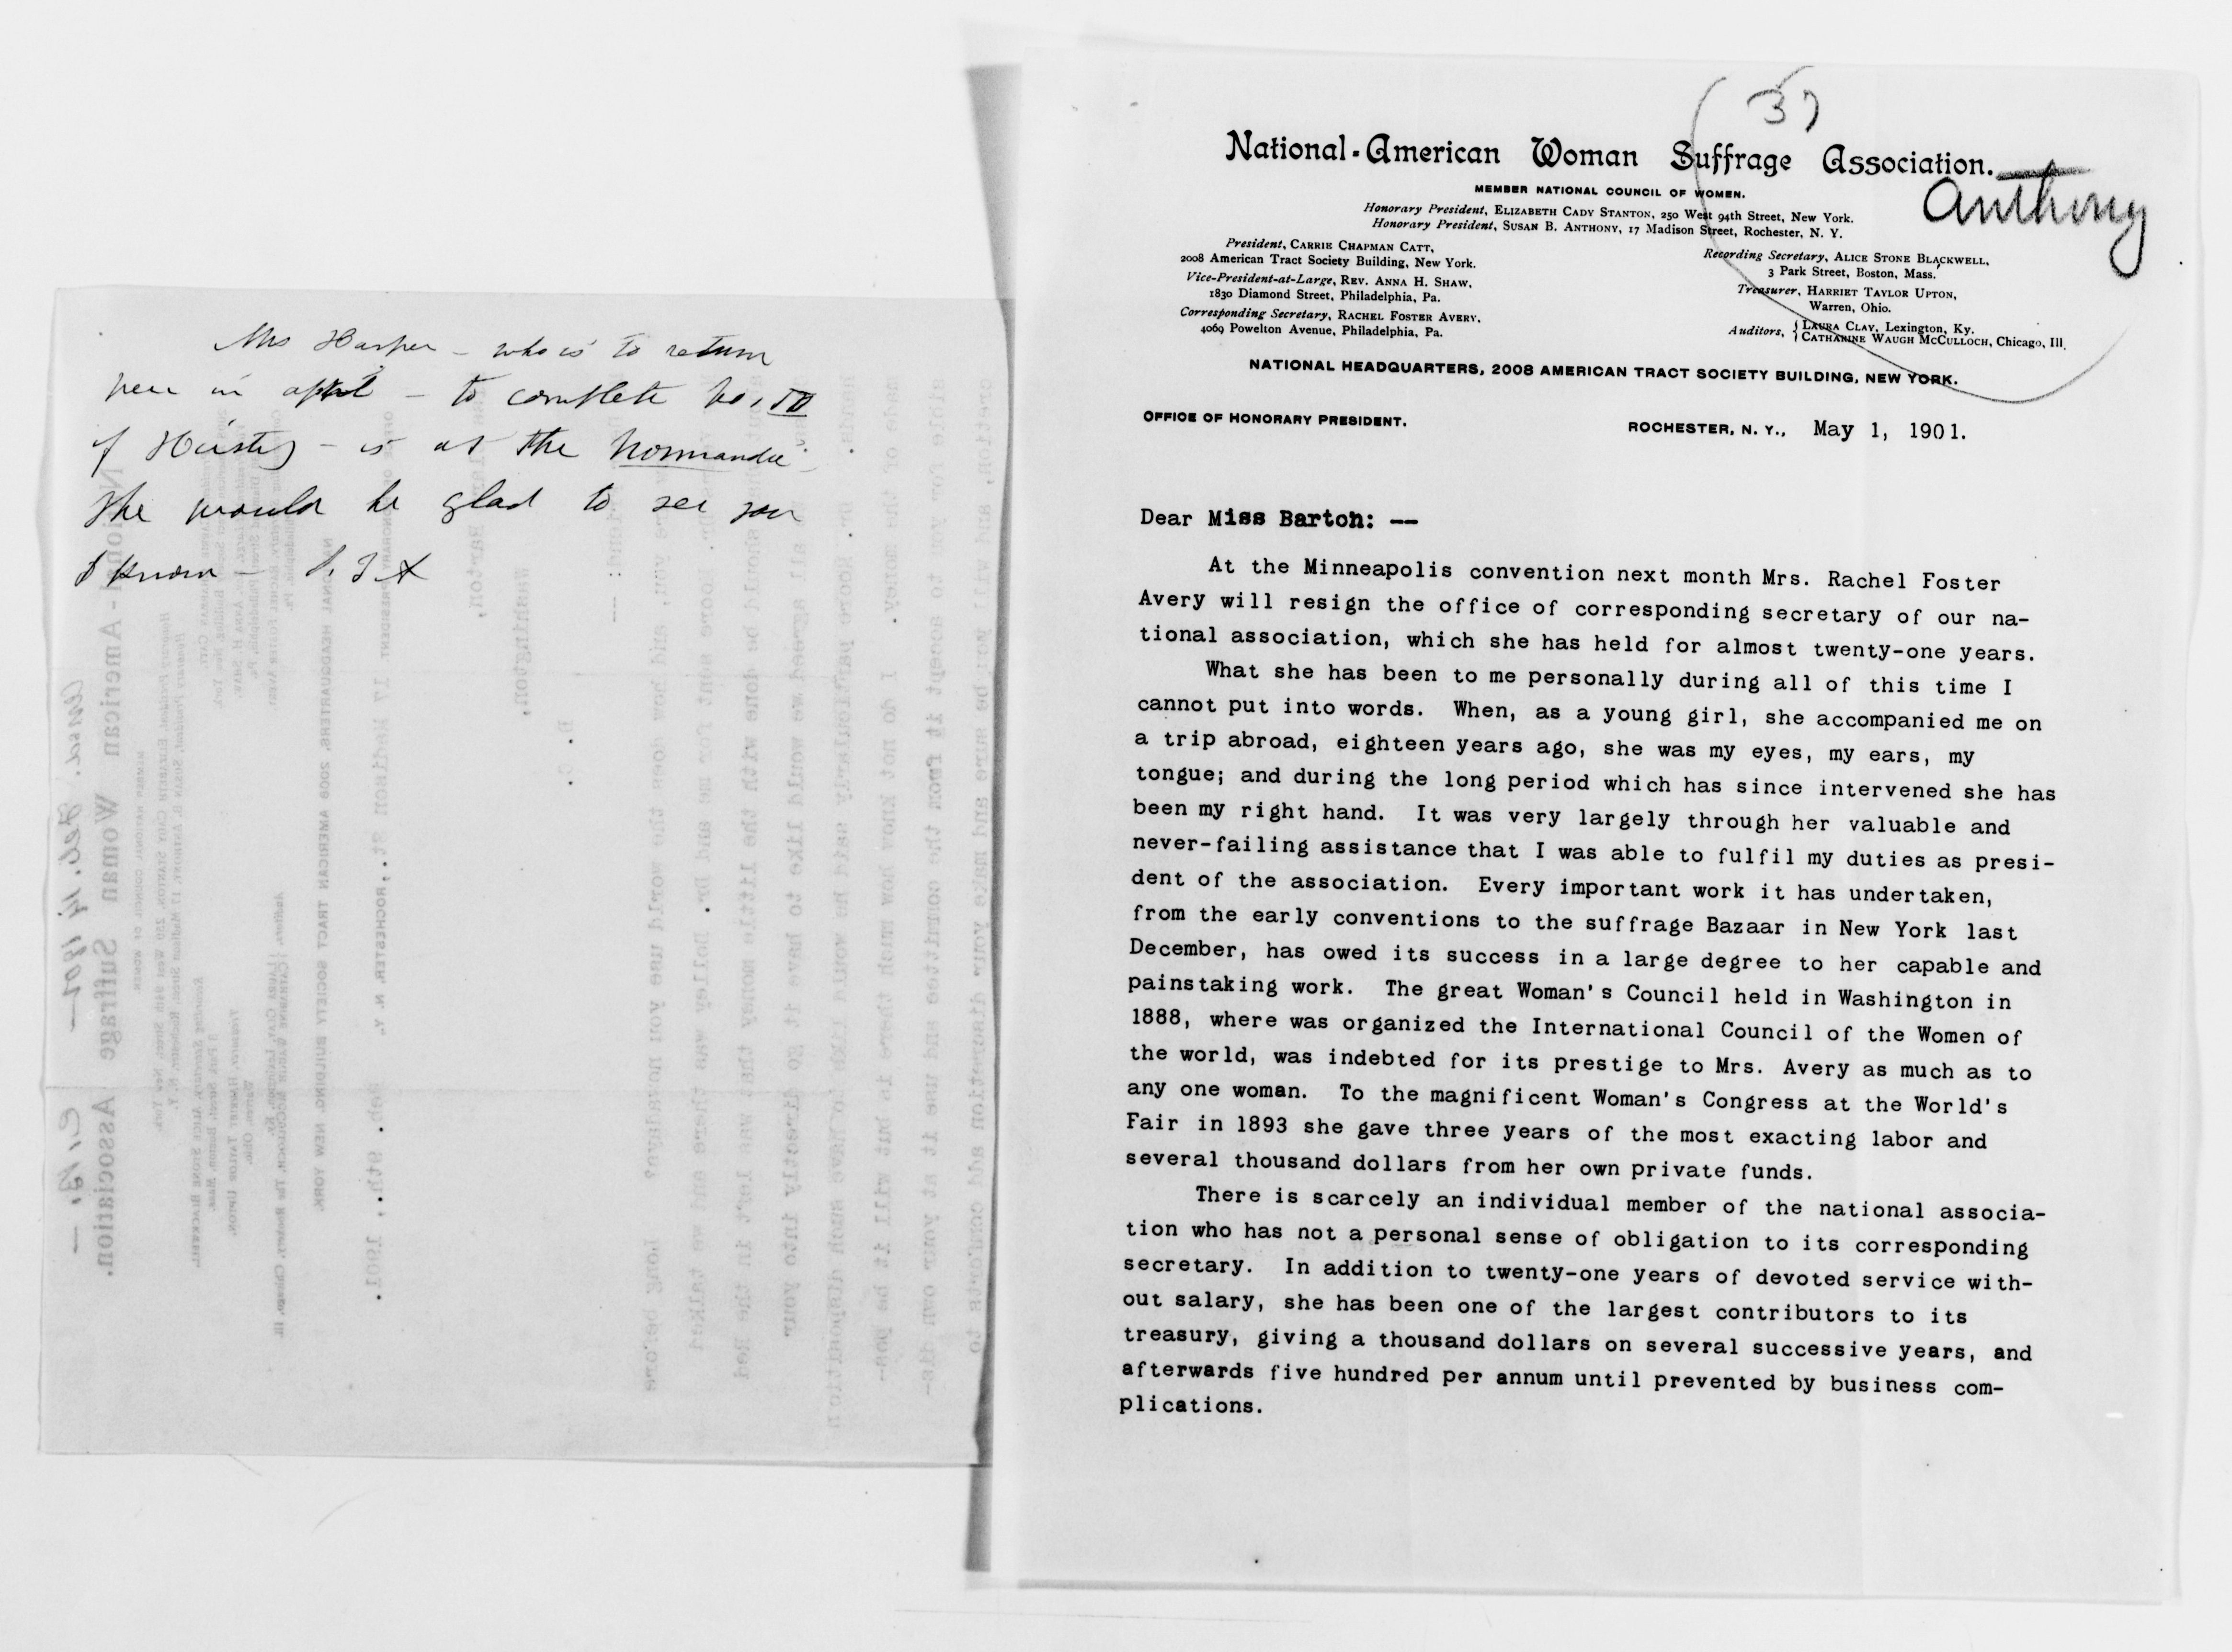 Mrs Harper - who is to return
here in april - to complete Vo, IV
of History - is at the Normandie -
She would be glad to see you
I know -
(3)
National-American Woman Suffrage Association.
Anthony
MEMBER NATIONAL COUNCIL OF WOMEN.
Honorary President, ELIZABETH CADY STANTON, 250 West 94th Street, New York.
Honorary President, SUSAN B. ANTHONY, 17 Madison Street, Rochester, N. Y.
President, CARRIE CHAPMAN CATT,
2008 American Tract Society Building, New York.
Vice-President-at-Large, REV. ANNA H. SHAW,
1830 Diamond Street, Philadelphia, Pa.
Corresponding Secretary, RACHEL FOSTER AVERY,
4069 Powelton Avenue, Philadelphia, Pa.
Recording Secretary, ALICE STONE BLACKWELL,
3 Park Street, Boston, Mass.
Treasurer, HARRIET TAYLOR UPTON,
Warren, Ohio.
Auditors, { LAURA CLAY, Lexington, Ky.
{ CATHARINE WAUGH MCCULLOCH, Chicago, Ill.
NATIONAL HEADQUARTERS, 2008 AMERICAN TRACT SOCIETY BUILDING, NEW YORK.
OFFICE OF HONORARY PRESIDENT.
ROCHESTER, N. Y., May 1, 1901.
Dear Miss Barton: --
At the Minneapolis convention next month Mrs. Rachel Foster
Avery will resign the office of corresponding secretary of our na-
tional association, which she has held for almost twenty-one years.
What she has been to me personally during all of this time I
cannot put into words. When, as a young girl, she accompanied me on
a trip abroad, eighteen years ago, she was my eyes, my ears, my
tongue; and during the long period which has since intervened she has
been my right hand. It was very largely through her valuable and
never-failing assistance that I was able to fulfil my duties as presi-
dent of the association. Every important work it has undertaken,
from the early conventions to the suffrage Bazaar in New York last
December, has owed its success in a large degree to her capable and
painstaking work. The great Woman's Council held in Washington in
1888, where was organized the International Council of the Women of
the world, was indebted for its prestige to Mrs. Avery as much as to
any one woman. To the magnificent Woman's Congress at the World's
Fair in 1893 she gave three years of the most exacting labor and
several thousand dollars from her own private funds.
There is scarcely an individual member of the national associa-
tion who has not a personal sense of obligation to its corresponding
secretary. In addition to twenty-one years of devoted service with-
out salary, she has been one of the largest contributors to its
treasury, giving a thousand dollars on several successive years, and
afterwards five hundred per annum until prevented by business com-
plications.